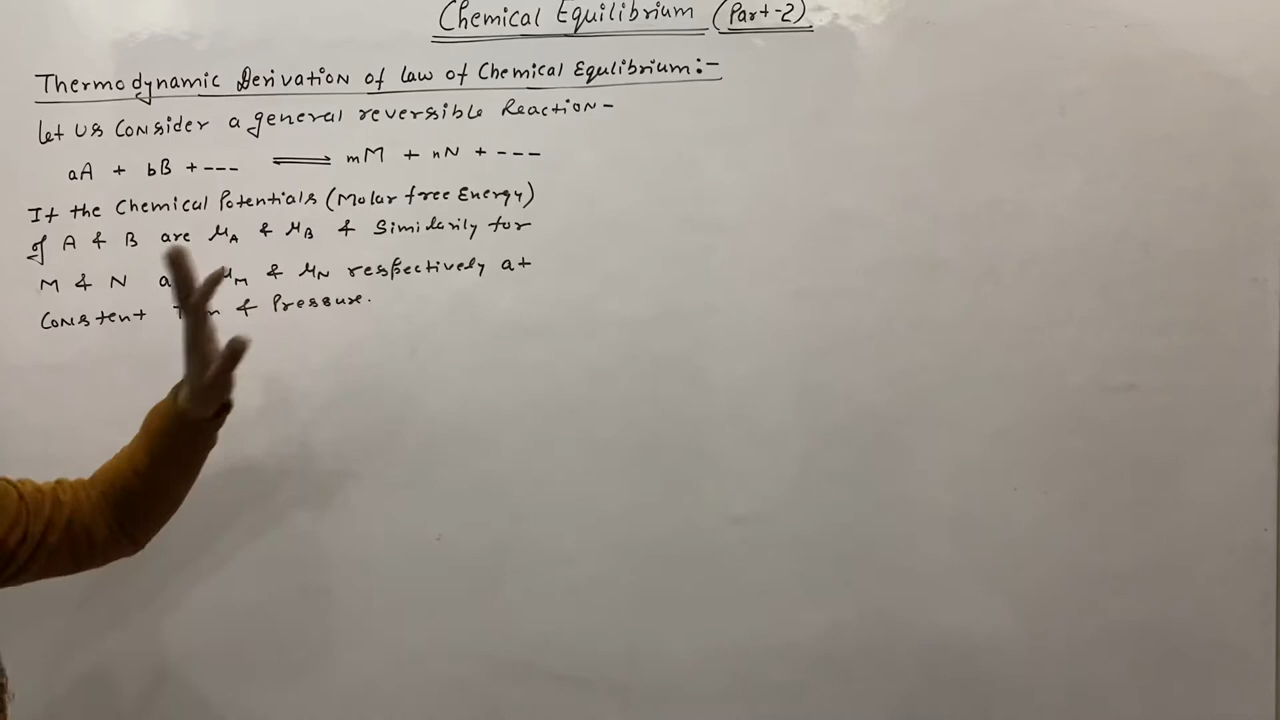 Chemical Equilibrium (Part-2)
Thermodynamic Derivation of Law of Chemical Equlibrium:-
Let us consider a general reversible Reaction-
aA + bB + --- ⇌ mM + nN + ---
If the Chemical Potentials (Molar free Energy)
of A & B are μA & μB & Similarily for
M & N μM & μN respectively at
Constent & Pressure.